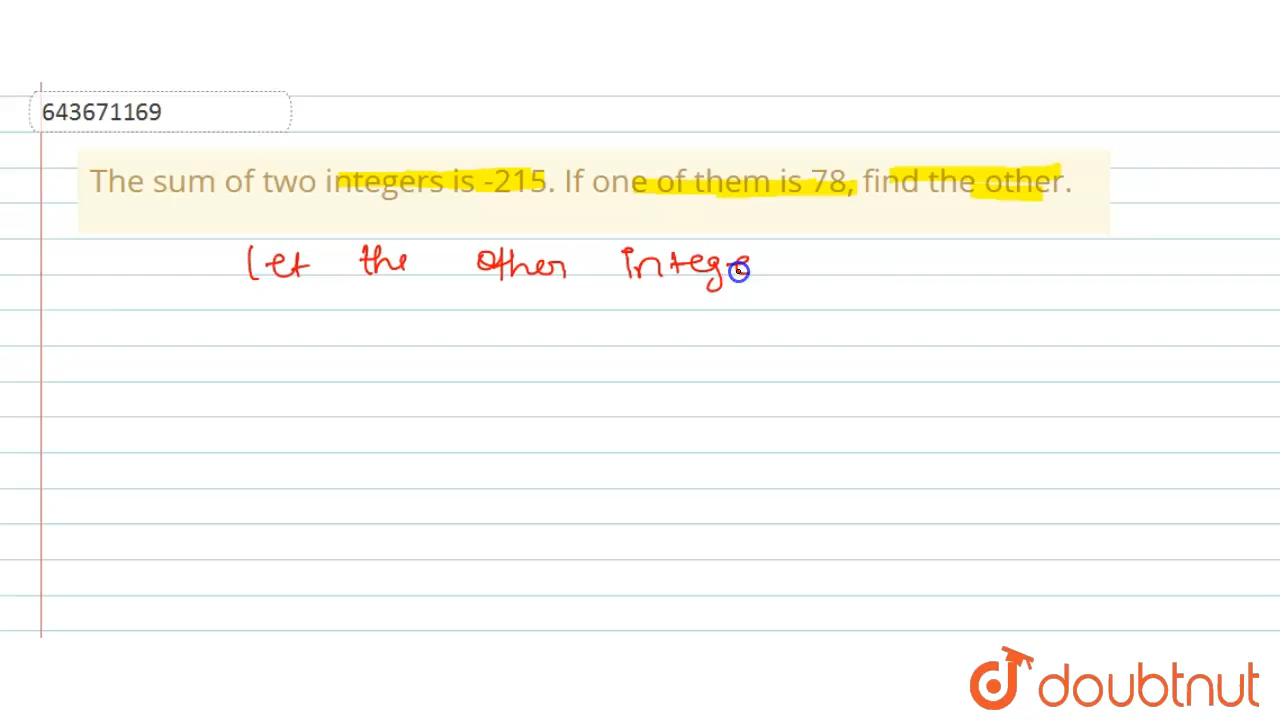 643671169
The sum of two integers is -215. If one of them is 78, find the other.
Let the other intege
doubtnut